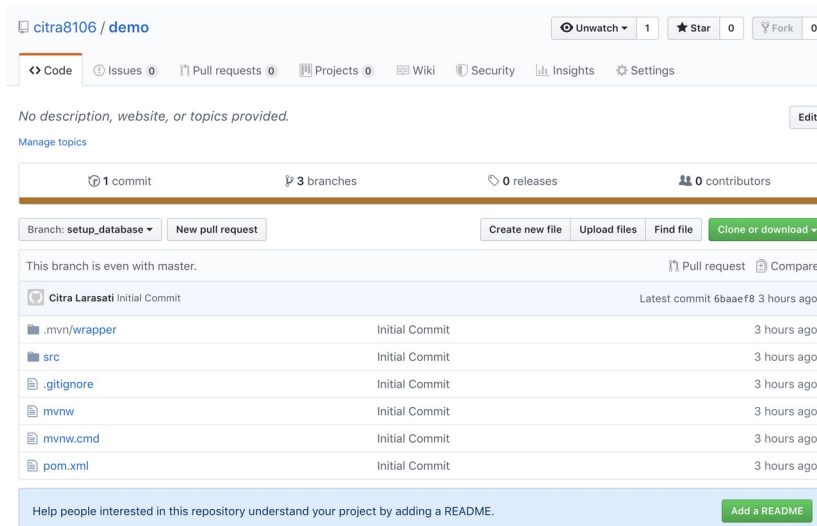 citra8106 / demo
Unwatch 1 Star 0 Fork 0
Code Issues 0 Pull requests 0 Projects 0 Wiki Security Insights Settings
No description, website, or topics provided.
Edit
Manage topics
1 commit 3 branches 0 releases 0 contributors
Branch: setup_database New pull request Create new file Upload files Find file Clone or download
This branch is even with master. Pull request Compare
Citra Larasati Initial Commit Latest commit 6baaef8 3 hours ago
.mvn/wrapper Initial Commit 3 hours ago
src Initial Commit 3 hours ago
.gitignore Initial Commit 3 hours ago
mvnw Initial Commit 3 hours ago
mvnw.cmd Initial Commit 3 hours ago
pom.xml Initial Commit 3 hours ago
Help people interested in this repository understand your project by adding a README. Add a README